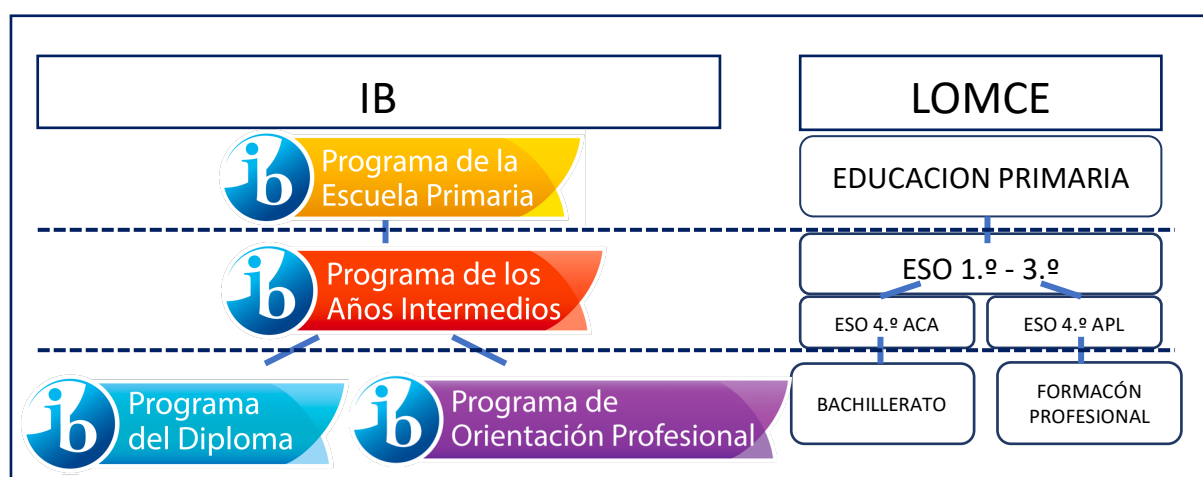 IB
LOMCE
ib
Programa de la
Escuela Primaria
EDUCACION PRIMARIA
ib
Programa de los
Años Intermedios
ESO 1.º - 3.º
ESO 4.º ACA
ESO 4.º APL
ib
Programa
del Diploma
ib
Programa de
Orientación Profesional
BACHILLERATO
FORMACÓN
PROFESIONAL